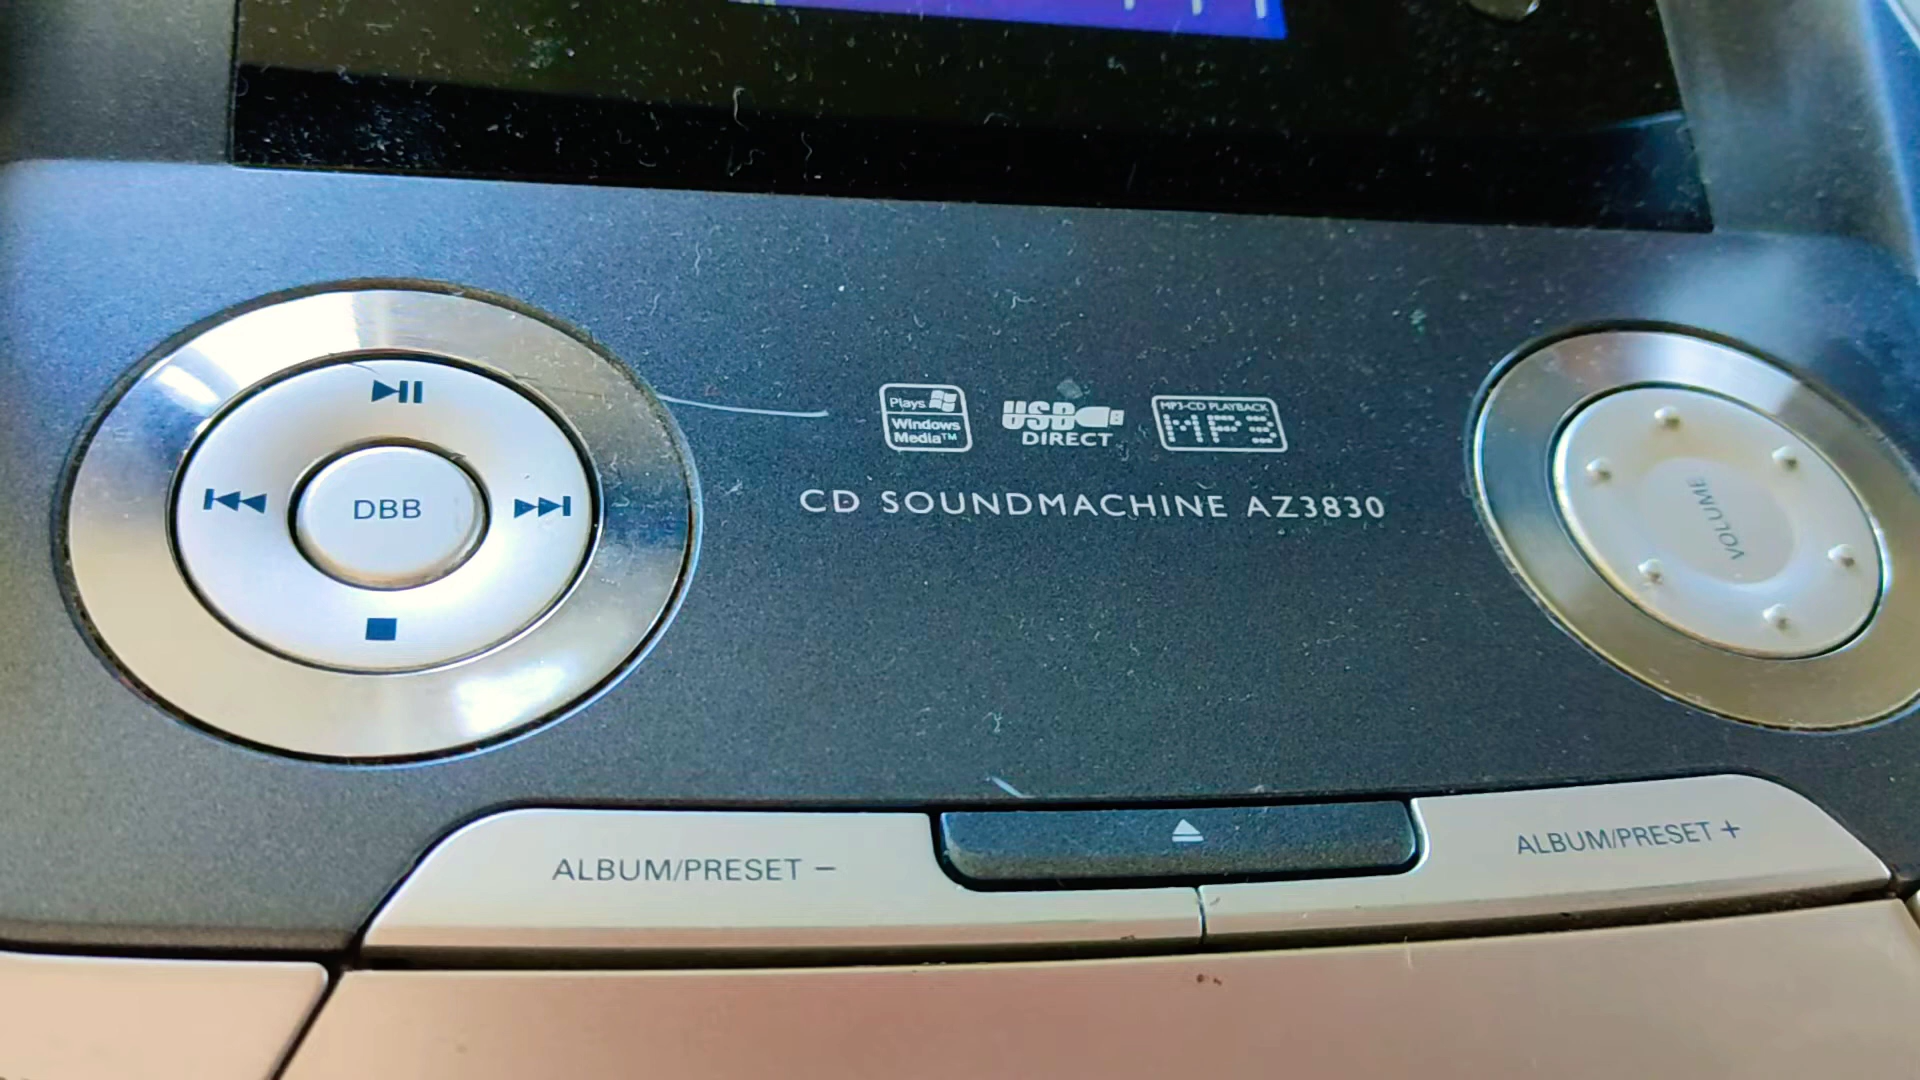 Plays
Windows
Media™
USB
DIRECT
MP3-CD PLAYBACK
MP3
CD SOUNDMACHINE AZ3830
DBB
VOLUME
ALBUM/PRESET −
ALBUM/PRESET +